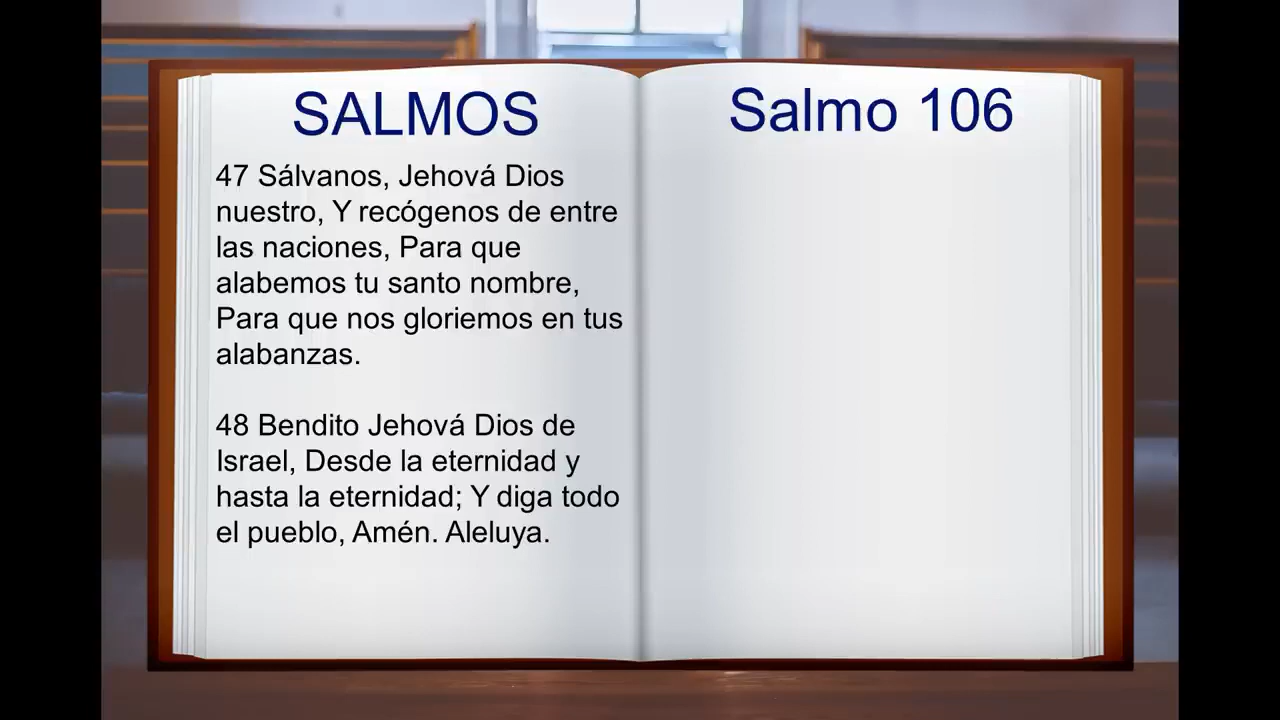 SALMOS
Salmo 106
47 Sálvanos, Jehová Dios
nuestro, Y recógenos de entre
las naciones, Para que
alabemos tu santo nombre,
Para que nos gloriemos en tus
alabanzas.
48 Bendito Jehová Dios de
Israel, Desde la eternidad y
hasta la eternidad; Y diga todo
el pueblo, Amén. Aleluya.